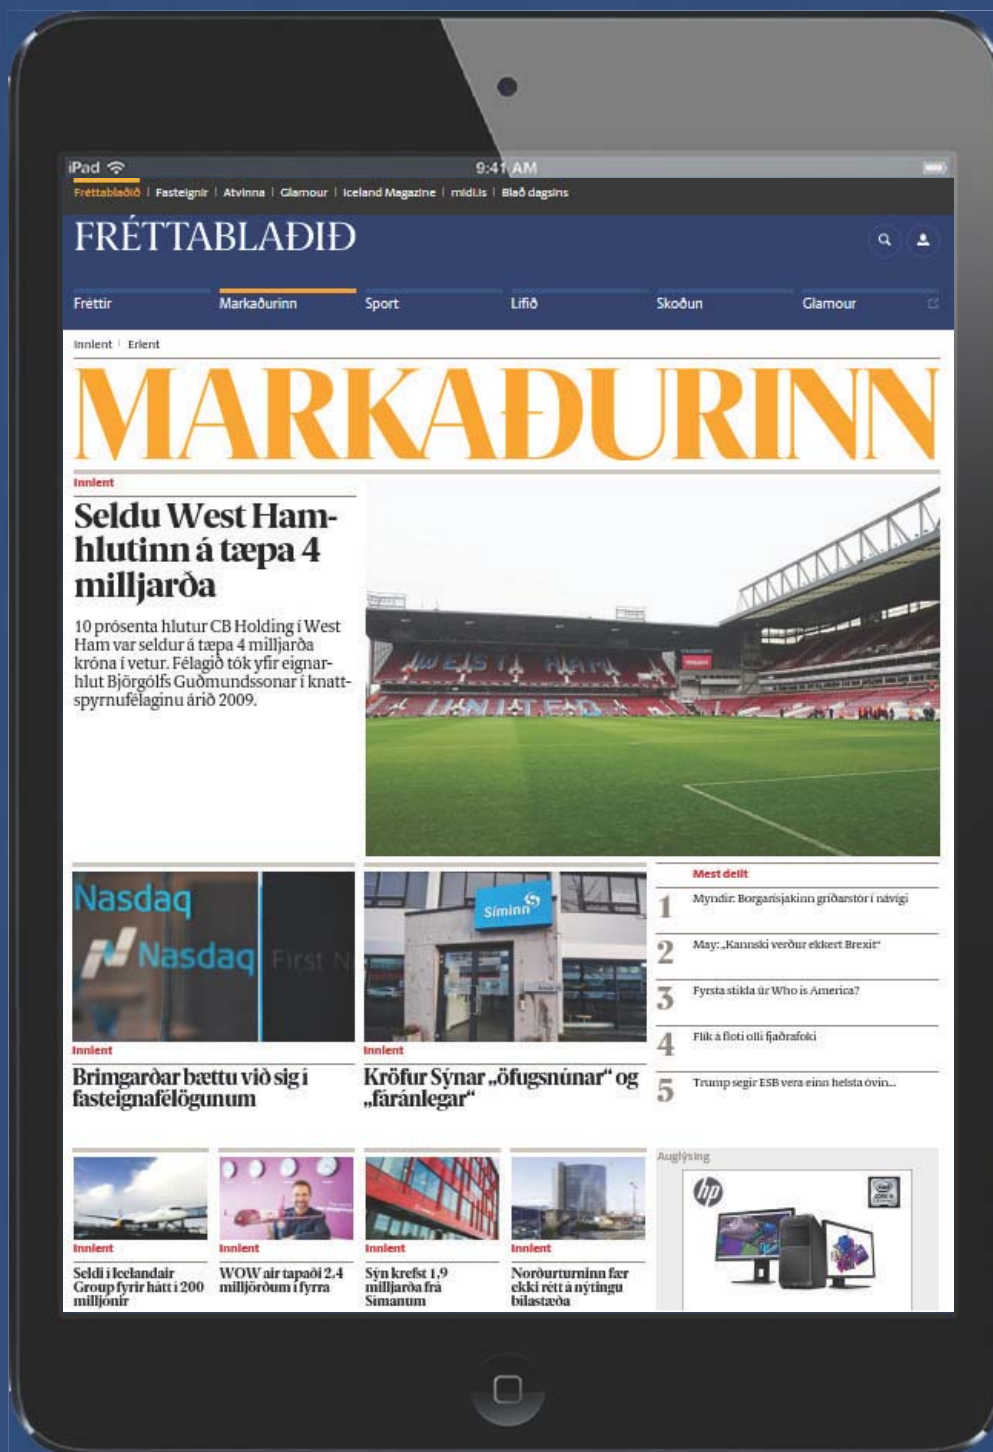 iPad
9:41 AM
Fréttablaðið | Fasteignir | Atvinna | Glamour | Iceland Magazine | midi.is | Blað dagsins
FRÉTTABLAÐIÐ
Fréttir Markaðurinn Sport Lífið Skoðun Glamour
Innlent | Erlent
MARKAÐURINN
Innlent
Seldu West Ham-
hlutinn á tæpa 4
milljarða
10 prósenta hlutur CB Holding í West
Ham var seldur á tæpa 4 milljarða
króna í vetur. Félagið tók yfir eignar-
hlut Björgólfs Guðmundssonar í knatt-
spyrnufélaginu árið 2009.
WEST HAM
UNITED
Nasdaq
Nasdaq First N
Innlent
Brimgarðar bættu við sig í
fasteignafélögunum
Síminn
Innlent
Kröfur Sýnar „öfugsnúnar“ og
„fáránlegar“
Mest deilt
1 Myndir: Borgarísjakinn gríðarstór í návígi
2 May: „Kannski verður ekkert Brexit“
3 Fyrsta stikla úr Who is America?
4 Flík á floti olli fjaðrafoki
5 Trump segir ESB vera einn helsta óvin...
Innlent
Seldi í Icelandair
Group fyrir hátt í 200
milljónir
Innlent
WOW air tapaði 2,4
milljörðum í fyrra
Innlent
Sýn krefst 1,9
milljarða frá
Símanum
Innlent
Norðurturninn fær
ekki rétt á nýtingu
bílastæða
Auglýsing
hp